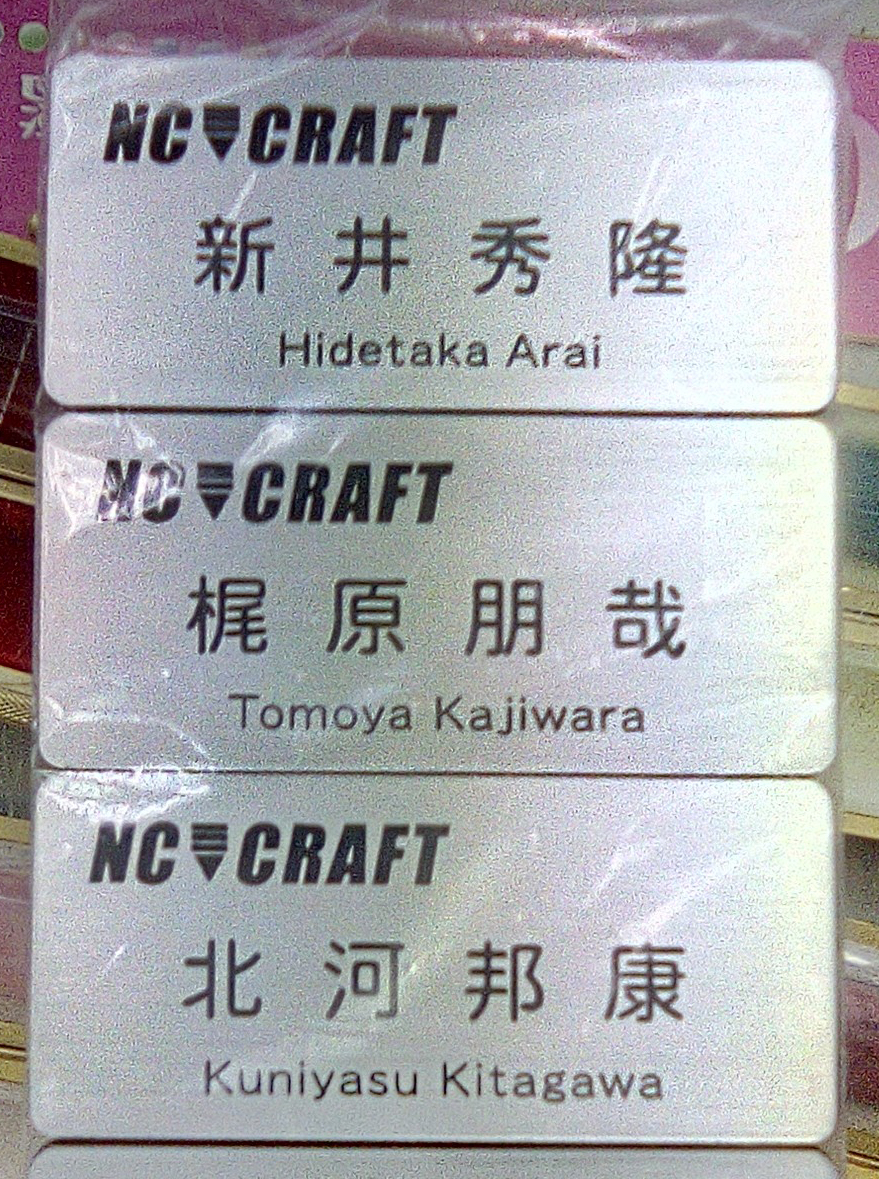 NC CRAFT
新井秀隆
Hidetaka Arai
NC CRAFT
梶原朋哉
Tomoya Kajiwara
NC CRAFT
北河邦康
Kuniyasu Kitagawa